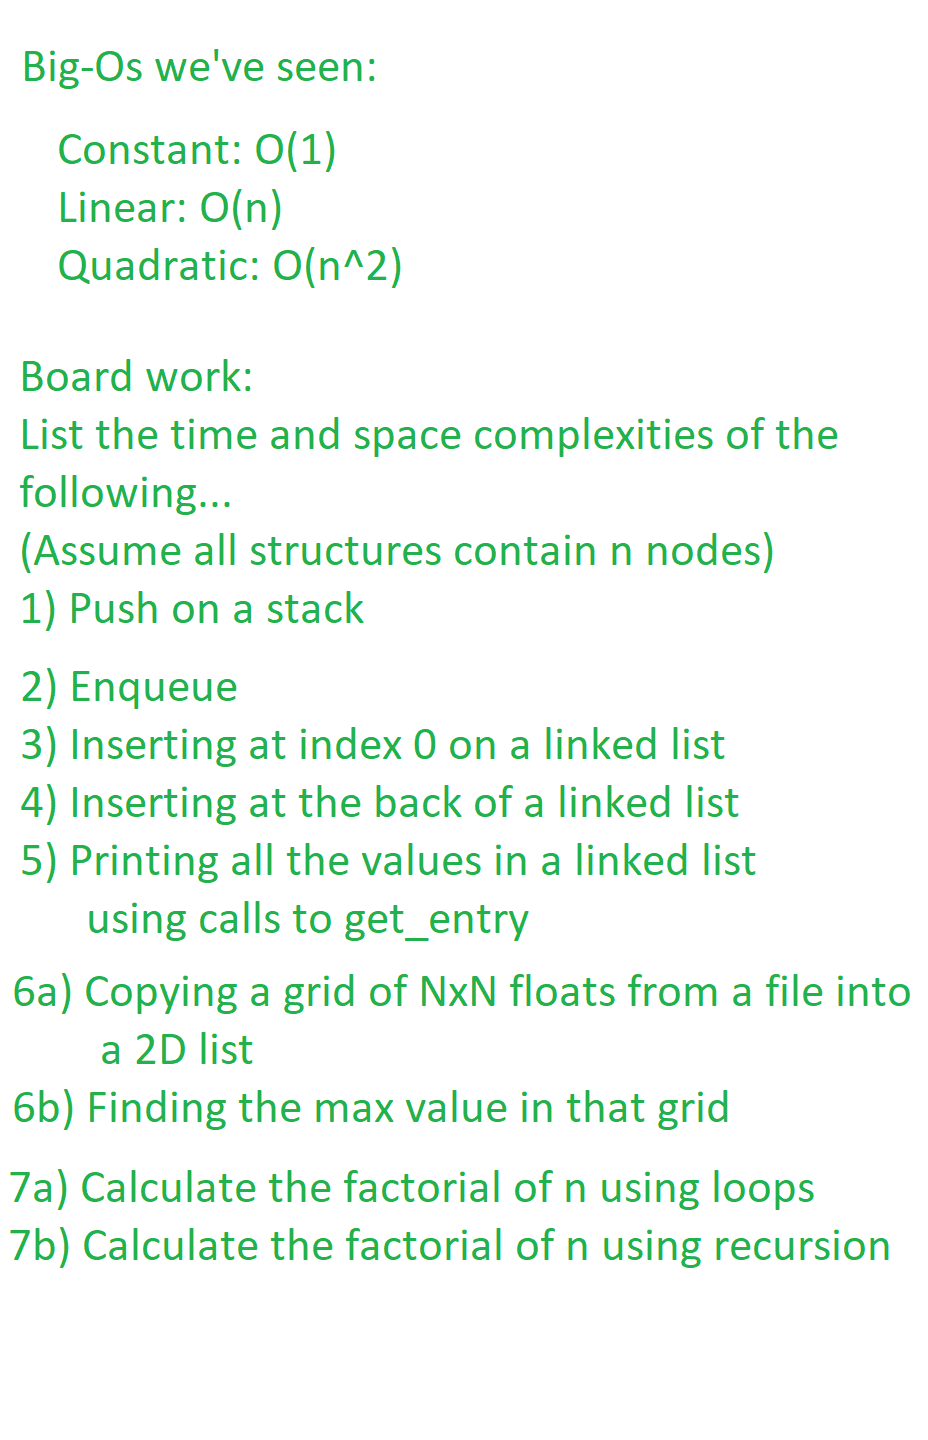 Big-Os we've seen:
Constant: O(1)
Linear: O(n)
Quadratic: O(n^2)
Board work:
List the time and space complexities of the
following...
(Assume all structures contain n nodes)
1) Push on a stack
2) Enqueue
3) Inserting at index 0 on a linked list
4) Inserting at the back of a linked list
5) Printing all the values in a linked list
using calls to get_entry
6a) Copying a grid of NxN floats from a file into
a 2D list
6b) Finding the max value in that grid
7a) Calculate the factorial of n using loops
7b) Calculate the factorial of n using recursion